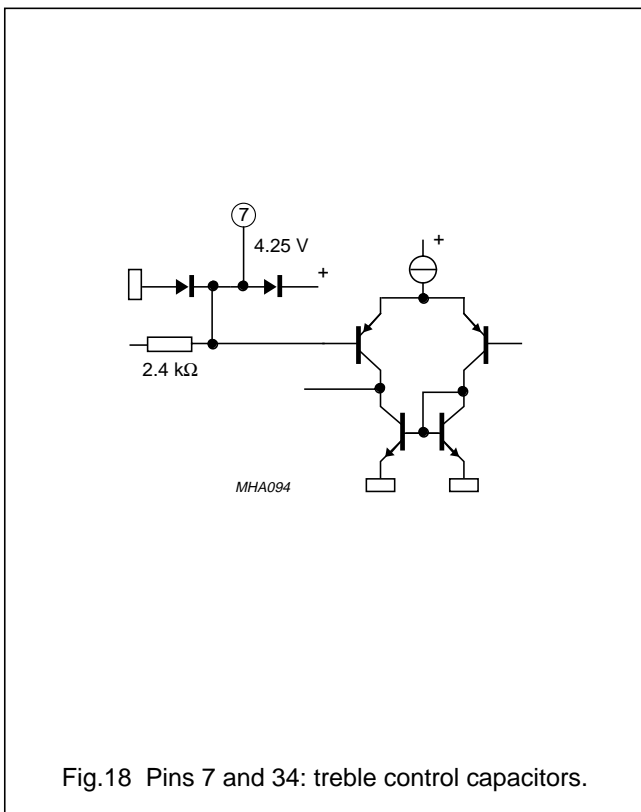 7
4.25 V
+
+
2.4 kΩ
MHA094
Fig.18 Pins 7 and 34: treble control capacitors.